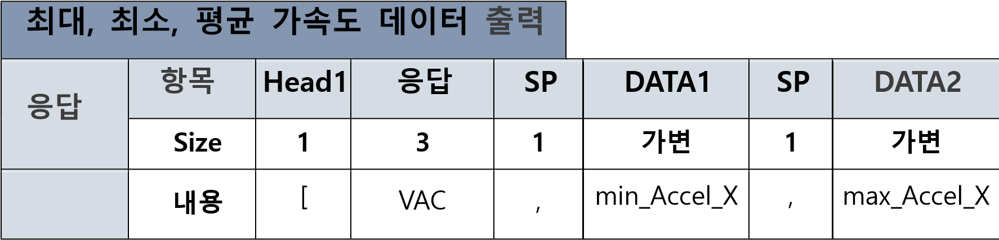 최대, 최소, 평균 가속도 데이터 출력
응답 항목 Head1 응답 SP DATA1 SP DATA2
Size 1 3 1 가변 1 가변
내용 [ VAC , min_Accel_X , max_Accel_X